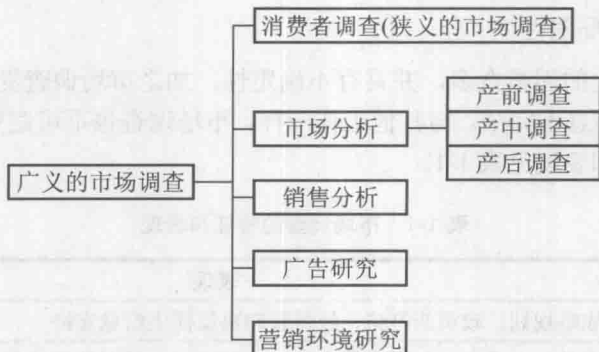 消费者调查(狭义的市场调查)
产前调查
市场分析
产中调查
产后调查
广义的市场调查
销售分析
广告研究
营销环境研究